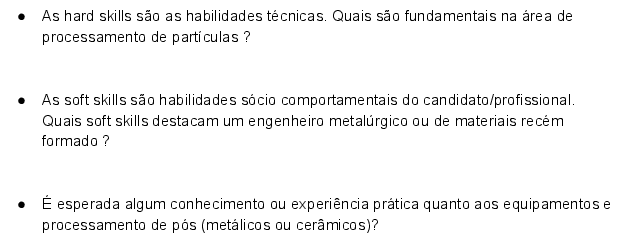 ● As hard skills são as habilidades técnicas. Quais são fundamentais na área de
processamento de partículas ?
● As soft skills são habilidades sócio comportamentais do candidato/profissional.
Quais soft skills destacam um engenheiro metalúrgico ou de materiais recém
formado ?
● É esperada algum conhecimento ou experiência prática quanto aos equipamentos e
processamento de pós (metálicos ou cerâmicos)?